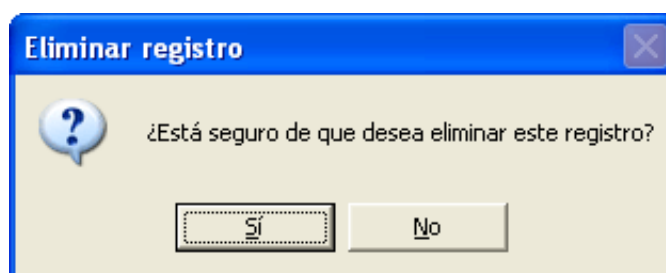 Eliminar registro
¿Está seguro de que desea eliminar este registro?
Sí
No